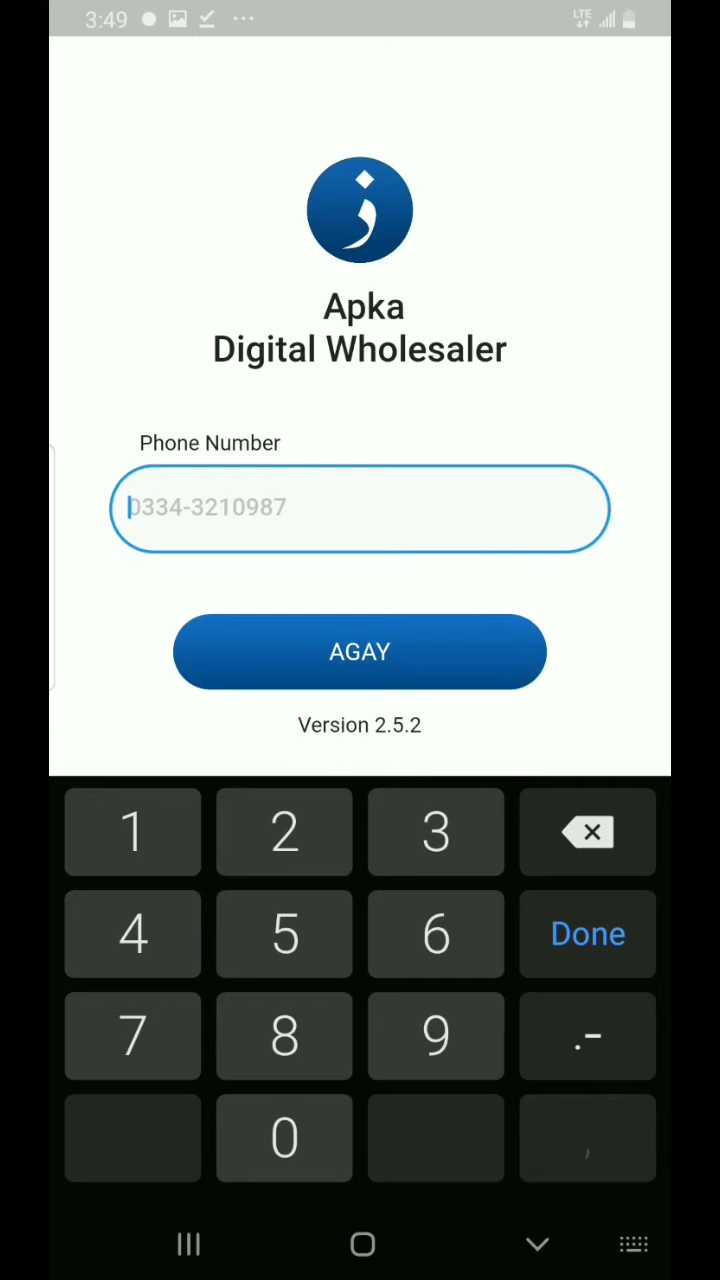 3:49 ... LTE
ز
Apka
Digital Wholesaler
Phone Number
0334-3210987
AGAY
Version 2.5.2
1 2 3
4 5 6 Done
7 8 9 .-
0 ,